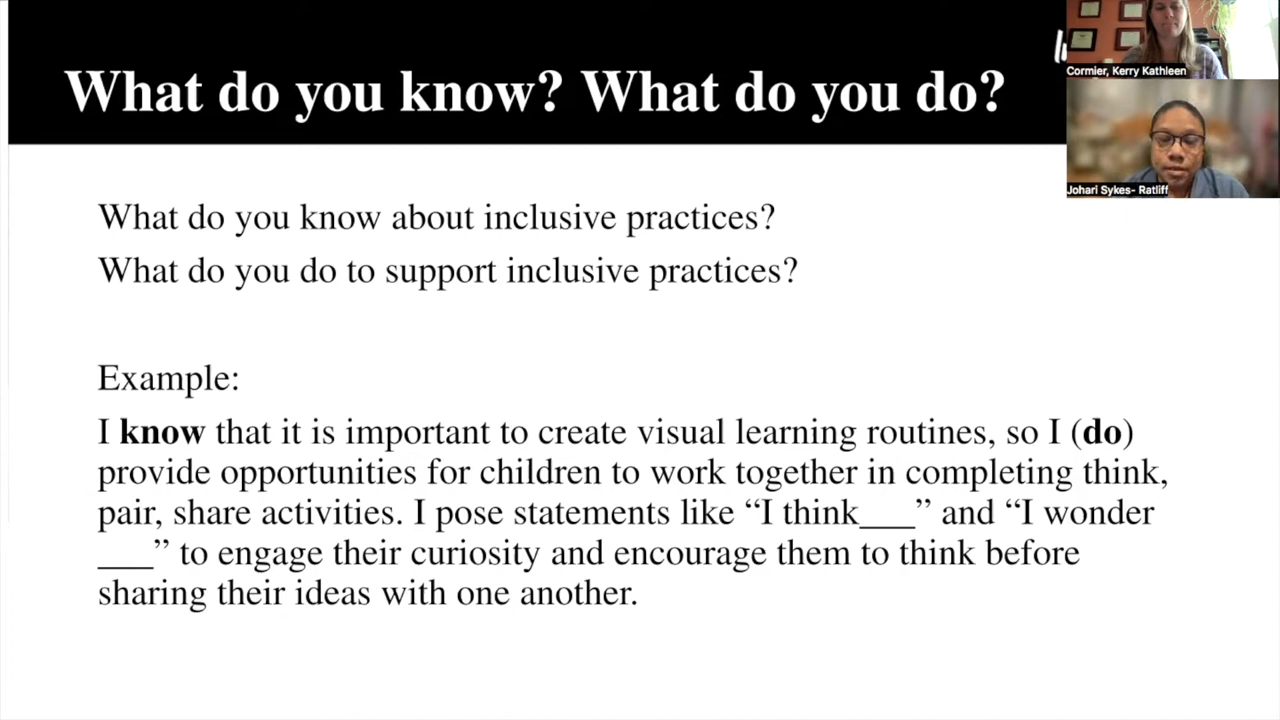 What do you know? What do you do?
Cormier, Kerry Kathleen
Johari Sykes- Ratliff
What do you know about inclusive practices?
What do you do to support inclusive practices?
Example:
I know that it is important to create visual learning routines, so I (do)
provide opportunities for children to work together in completing think,
pair, share activities. I pose statements like “I think___” and “I wonder
___” to engage their curiosity and encourage them to think before
sharing their ideas with one another.